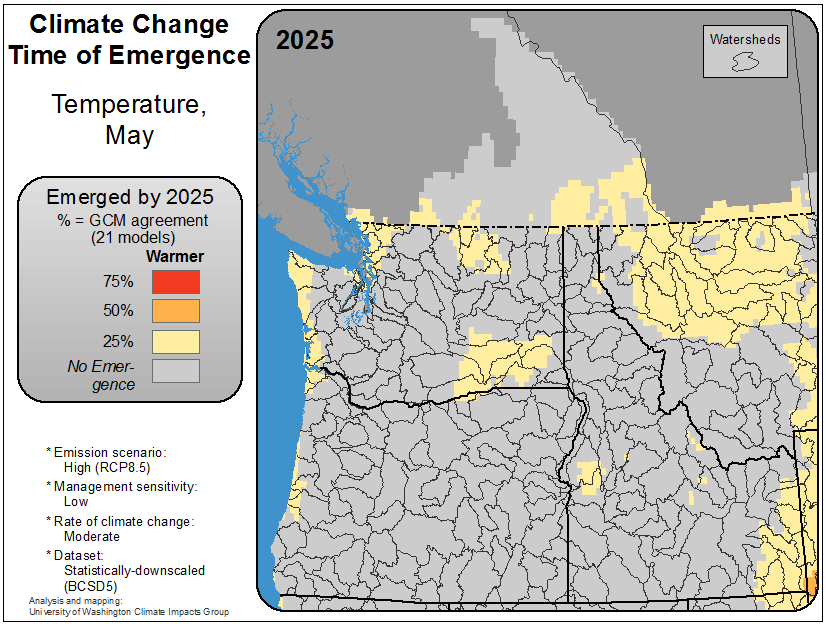 Climate Change
Time of Emergence
Temperature,
May
Emerged by 2025
% = GCM agreement
(21 models)
Warmer
75%
50%
25%
No Emer-
gence
* Emission scenario:
High (RCP8.5)
* Management sensitivity:
Low
* Rate of climate change:
Moderate
* Dataset:
Statistically-downscaled
(BCSD5)
Analysis and mapping:
University of Washington Climate Impacts Group
2025
Watersheds